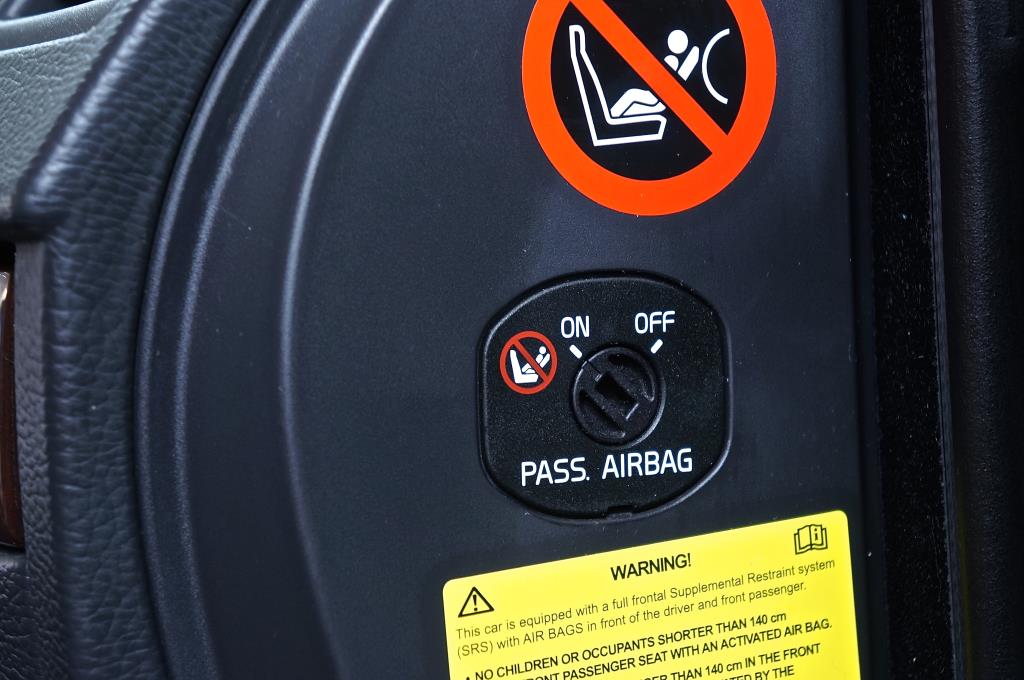 ON OFF
PASS. AIRBAG
WARNING!
This car is equipped with a full frontal Supplemental Restraint system
(SRS) with AIR BAGS in front of the driver and front passenger.
NO CHILDREN OR OCCUPANTS SHORTER THAN 140 cm
FRONT PASSENGER SEAT WITH AN ACTIVATED AIR BAG.
THAN 140 cm IN THE FRONT
BY THE